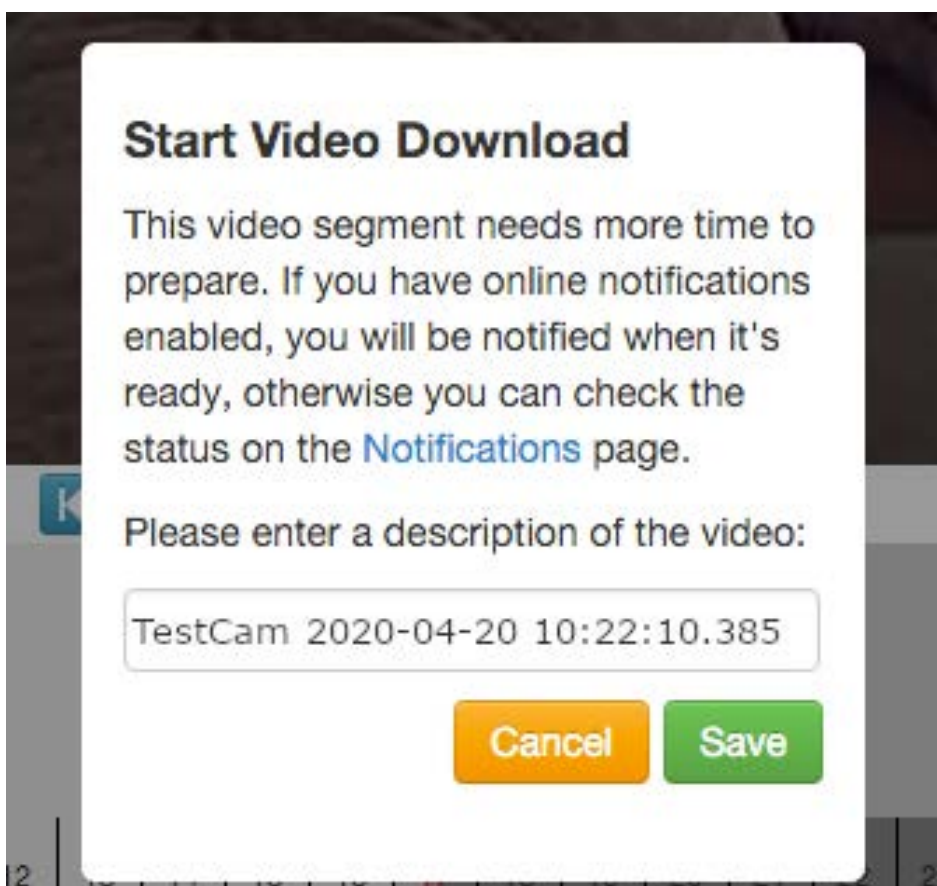 Start Video Download
This video segment needs more time to
prepare. If you have online notifications
enabled, you will be notified when it's
ready, otherwise you can check the
status on the Notifications page.
K
Please enter a description of the video:
TestCam 2020-04-20 10:22:10.385
Cancel Save
12